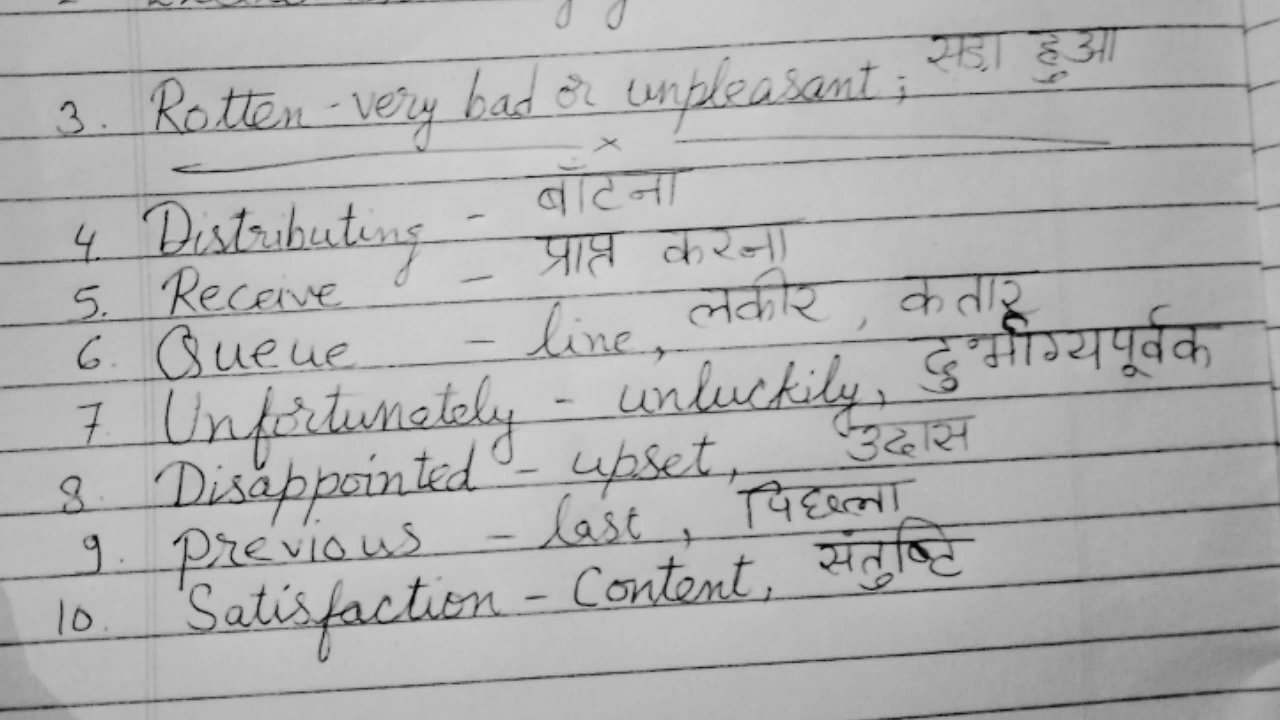 3. Rotten - very bad or unpleasant; सड़ा हुआ
4. Distributing - बाँटना
5. Receive - प्राप्त करना
6. Queue - line, लकीर, कतार
7. Unfortunately - unluckily, दुर्भाग्यपूर्वक
8. Disappointed - upset, उदास
9. Previous - last, पिछला
10. Satisfaction - Content, संतुष्टि